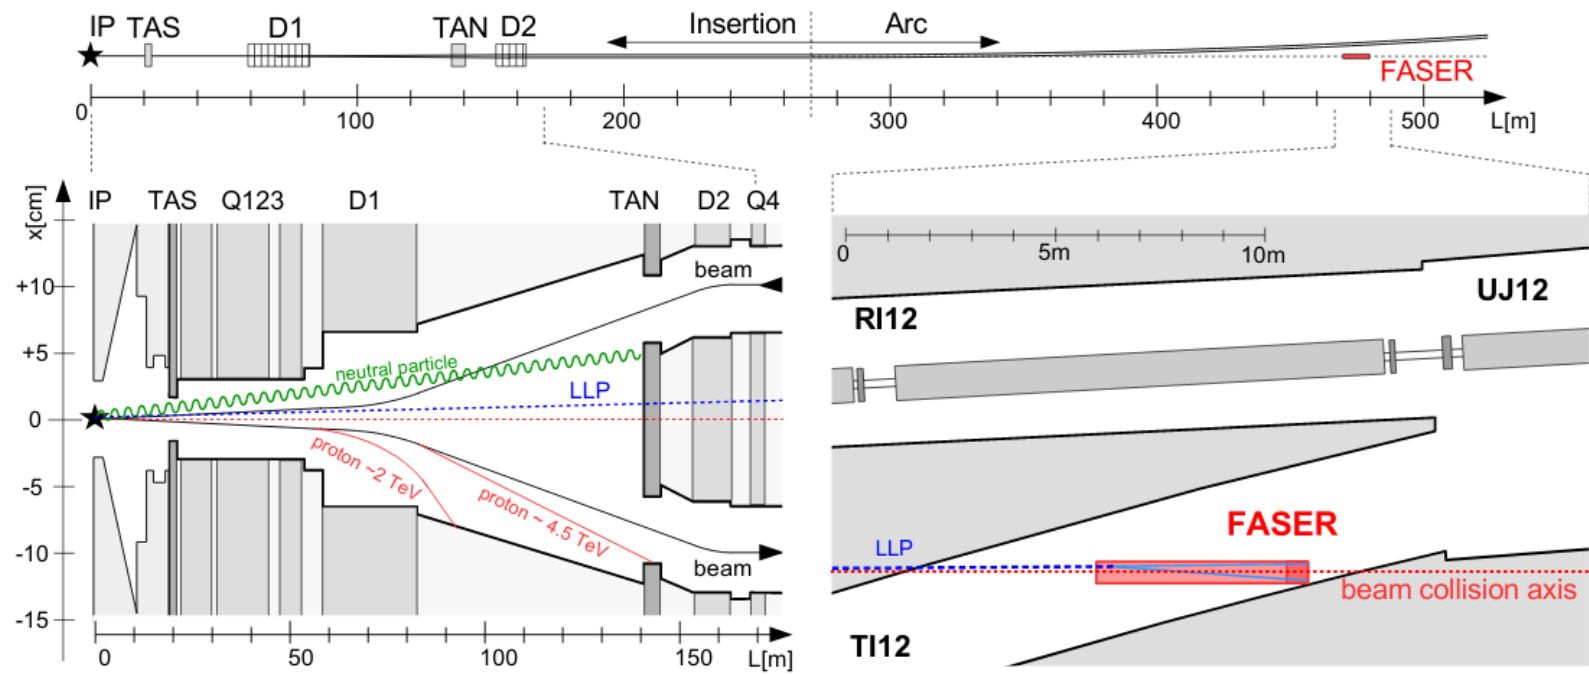 IP TAS D1 TAN D2 Insertion Arc
FASER
0 100 200 300 400 500 L[m]
x[cm]
IP TAS Q123 D1 TAN D2 Q4
+10
+5
0
-5
-10
-15
beam
neutral particle
LLP
proton ~2 TeV
proton ~ 4.5 TeV
beam
0 50 100 150 L[m]
0 5m 10m
RI12
UJ12
FASER
LLP
beam collision axis
TI12